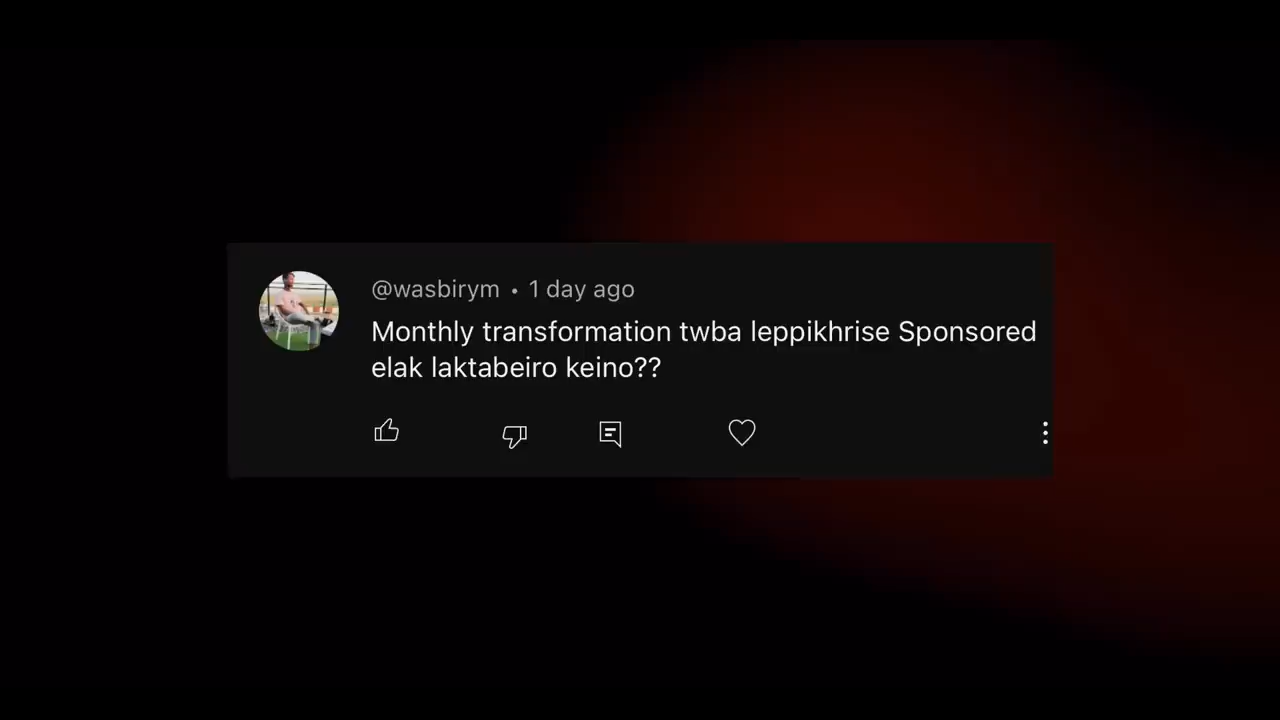 @wasbirym • 1 day ago
Monthly transformation twba leppikhrise Sponsored
elak laktabeiro keino??